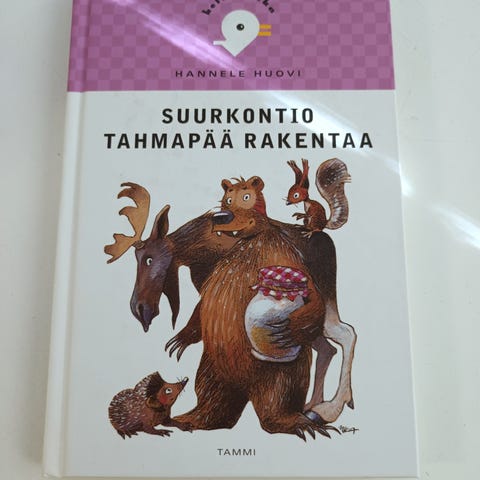 HANNELE HUOVI
SUURKONTIO
TAHMAPÄÄ RAKENTAA
TAMMI